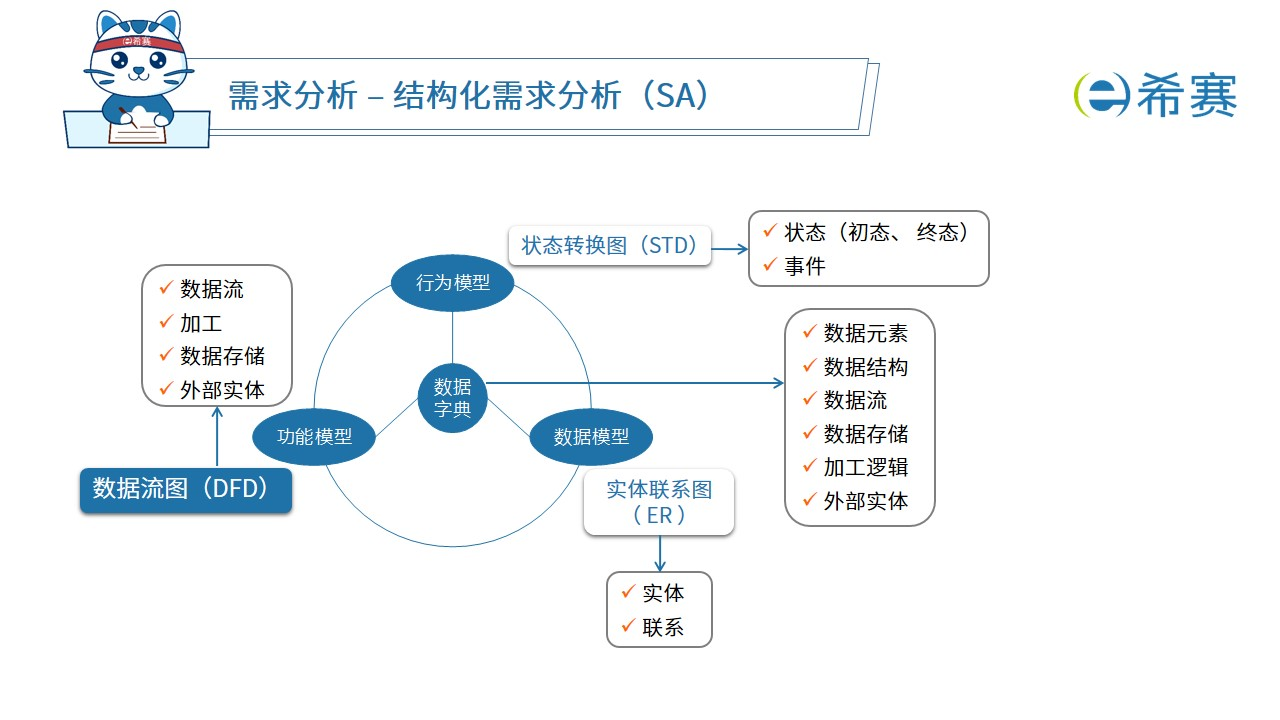 希赛
需求分析 – 结构化需求分析（SA）
希赛
状态转换图（STD）
状态（初态、 终态）
事件
行为模型
数据流
加工
数据存储
外部实体
数据
字典
数据元素
数据结构
数据流
数据存储
加工逻辑
外部实体
功能模型
数据模型
数据流图（DFD）
实体联系图
（ ER ）
实体
联系